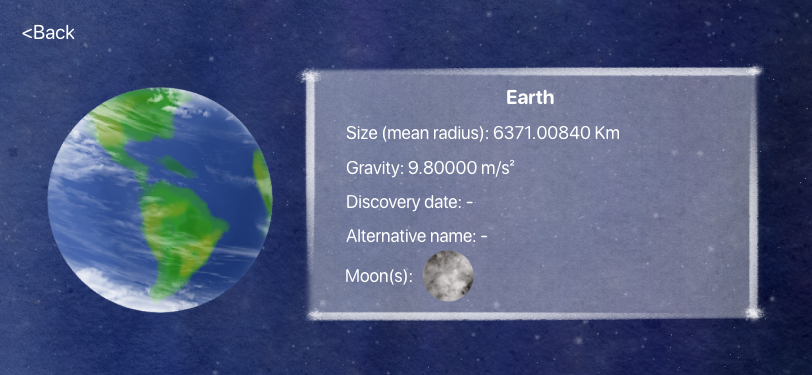 <Back
Earth
Size (mean radius): 6371.00840 Km
Gravity: 9.80000 m/s²
Discovery date: -
Alternative name: -
Moon(s):